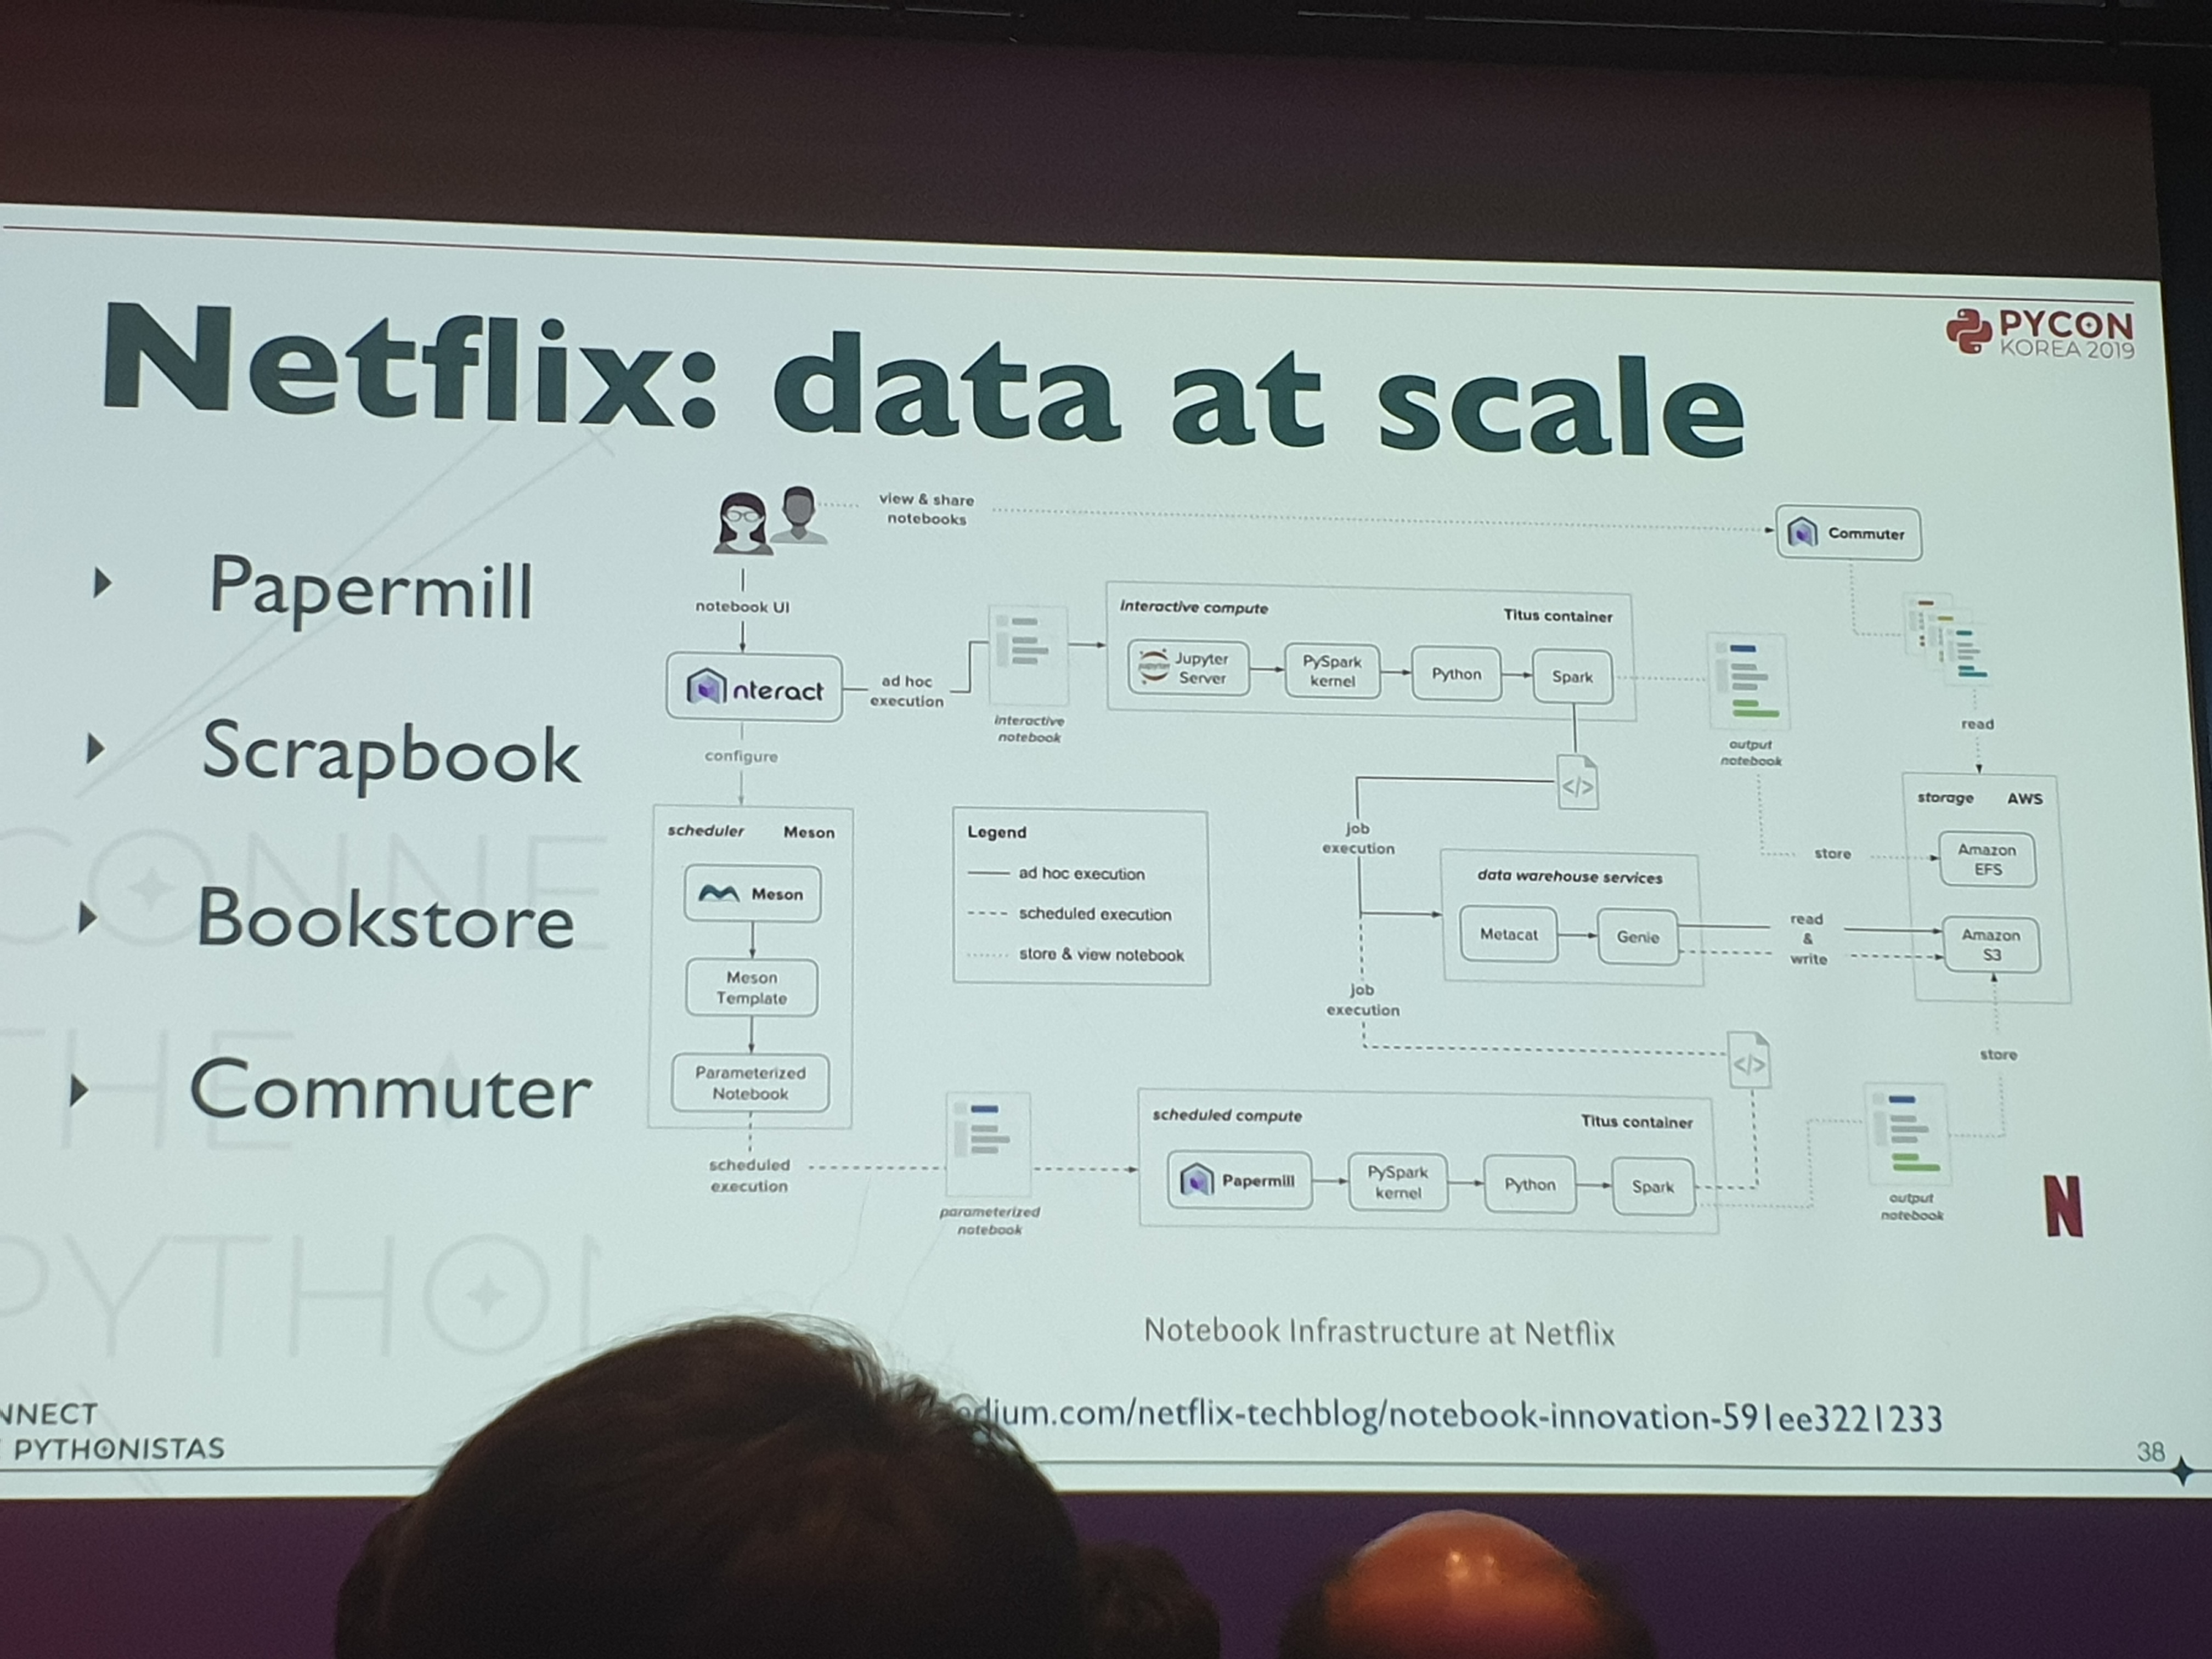 PYCON
KOREA 2019
Netflix: data at scale
Papermill
Scrapbook
Bookstore
Commuter
view & share
notebooks
Commuter
notebook UI
nteract
ad hoc
execution
interactive
notebook
interactive compute
Titus container
Jupyter
Server
PySpark
kernel
Python
Spark
output
notebook
read
configure
scheduler
Meson
Meson
Meson
Template
Parameterized
Notebook
scheduled
execution
Legend
ad hoc execution
scheduled execution
store & view notebook
</>
job
execution
data warehouse services
Metacat
Genie
job
execution
store
read
&
write
storage
AWS
Amazon
EFS
Amazon
S3
store
</>
parameterized
notebook
scheduled compute
Titus container
Papermill
PySpark
kernel
Python
Spark
output
notebook
N
CONNE
THE
PYTHON
Notebook Infrastructure at Netflix
edium.com/netflix-techblog/notebook-innovation-591ee3221233
NNECT
PYTHONISTAS
38